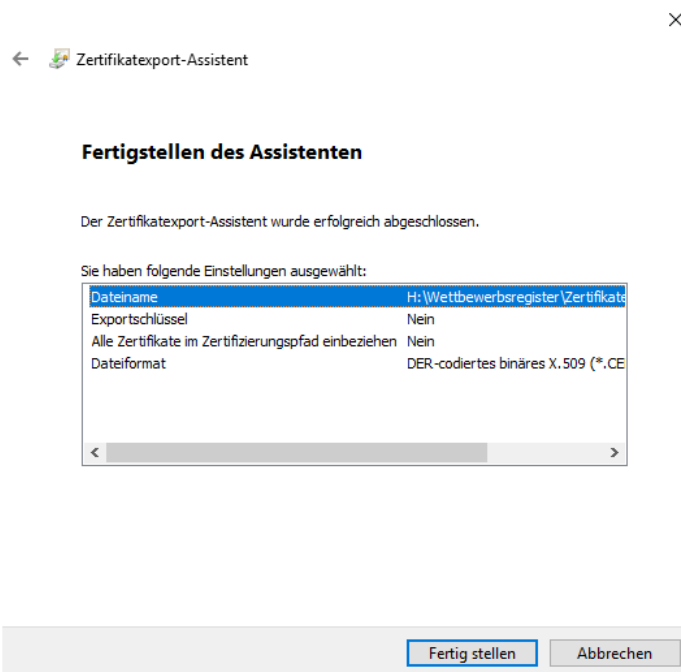 Zertifikatexport-Assistent
Fertigstellen des Assistenten
Der Zertifikatexport-Assistent wurde erfolgreich abgeschlossen.
Sie haben folgende Einstellungen ausgewählt:
Dateiname H:\Wettbewerbsregister\Zertifikate
Exportschlüssel Nein
Alle Zertifikate im Zertifizierungspfad einbeziehen Nein
Dateiformat DER-codiertes binäres X.509 (*.CE
Fertig stellen Abbrechen